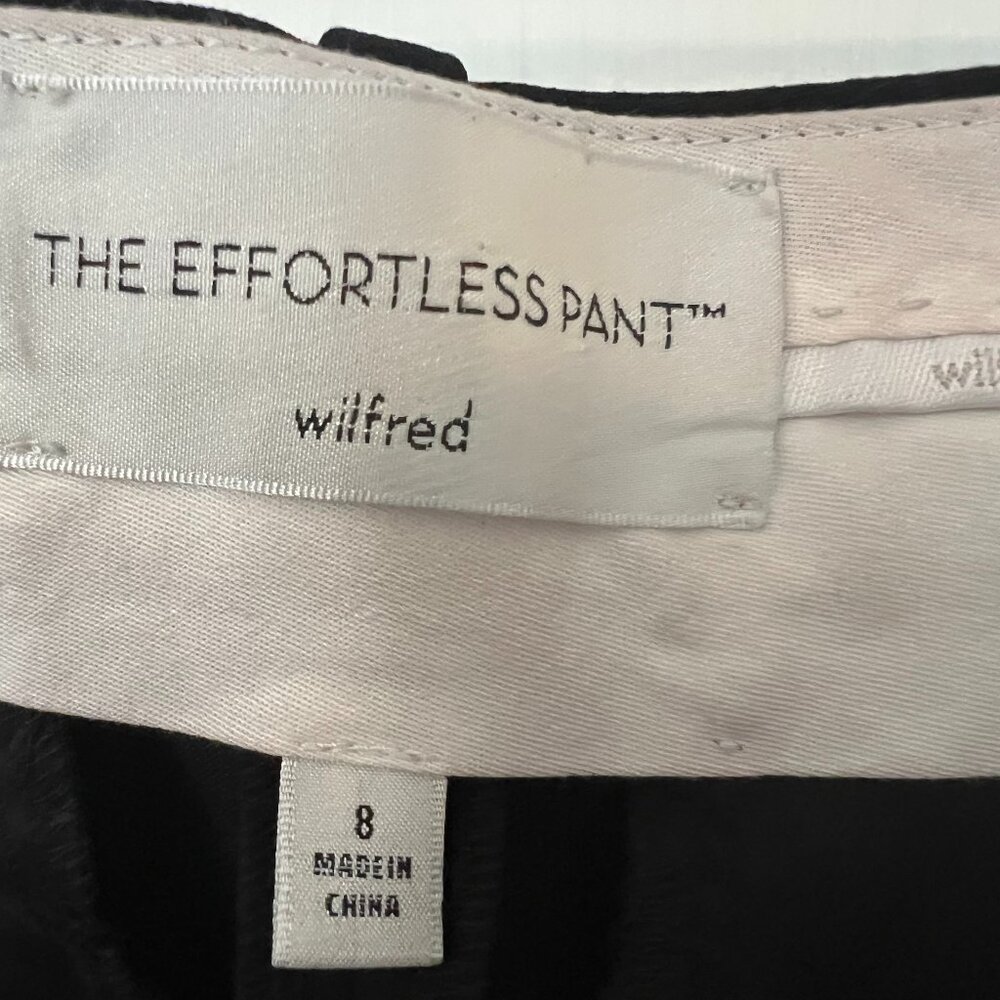 THE EFFORTLESS PANT™
wilfred
8
MADE IN
CHINA